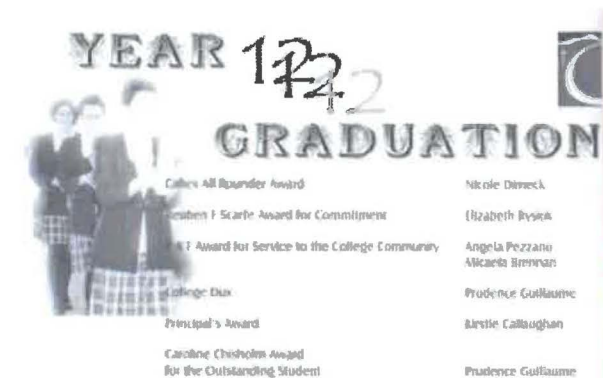 YEAR 12
GRADUATION
All Rounder Award Nicole
Reuben F Scarfe Award for Commitment Elizabeth
Award for Service to the College Community Angela Pezzano
Micaela Brennan
College Dux Prudence Guillaume
Principal's Award Kirstie Callaughan
Caroline Chisholm Award
for the Outstanding Student Prudence Guillaume